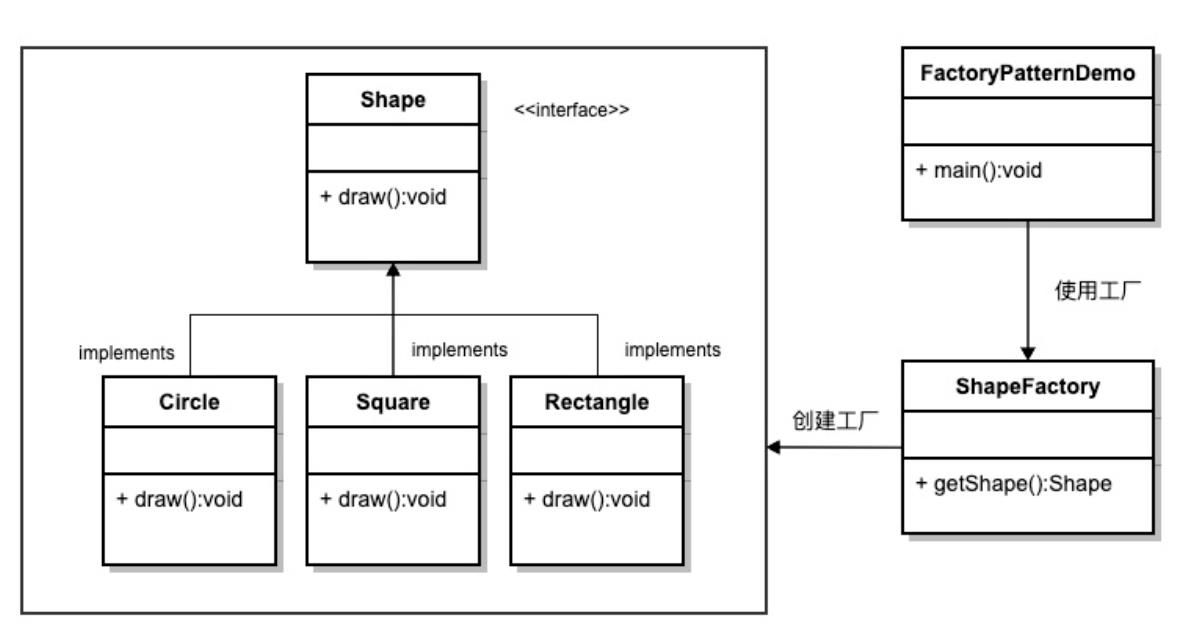 Shape
<<interface>>
+ draw():void
implements
implements
implements
Circle
Square
Rectangle
+ draw():void
+ draw():void
+ draw():void
FactoryPatternDemo
+ main():void
使用工厂
创建工厂
ShapeFactory
+ getShape():Shape